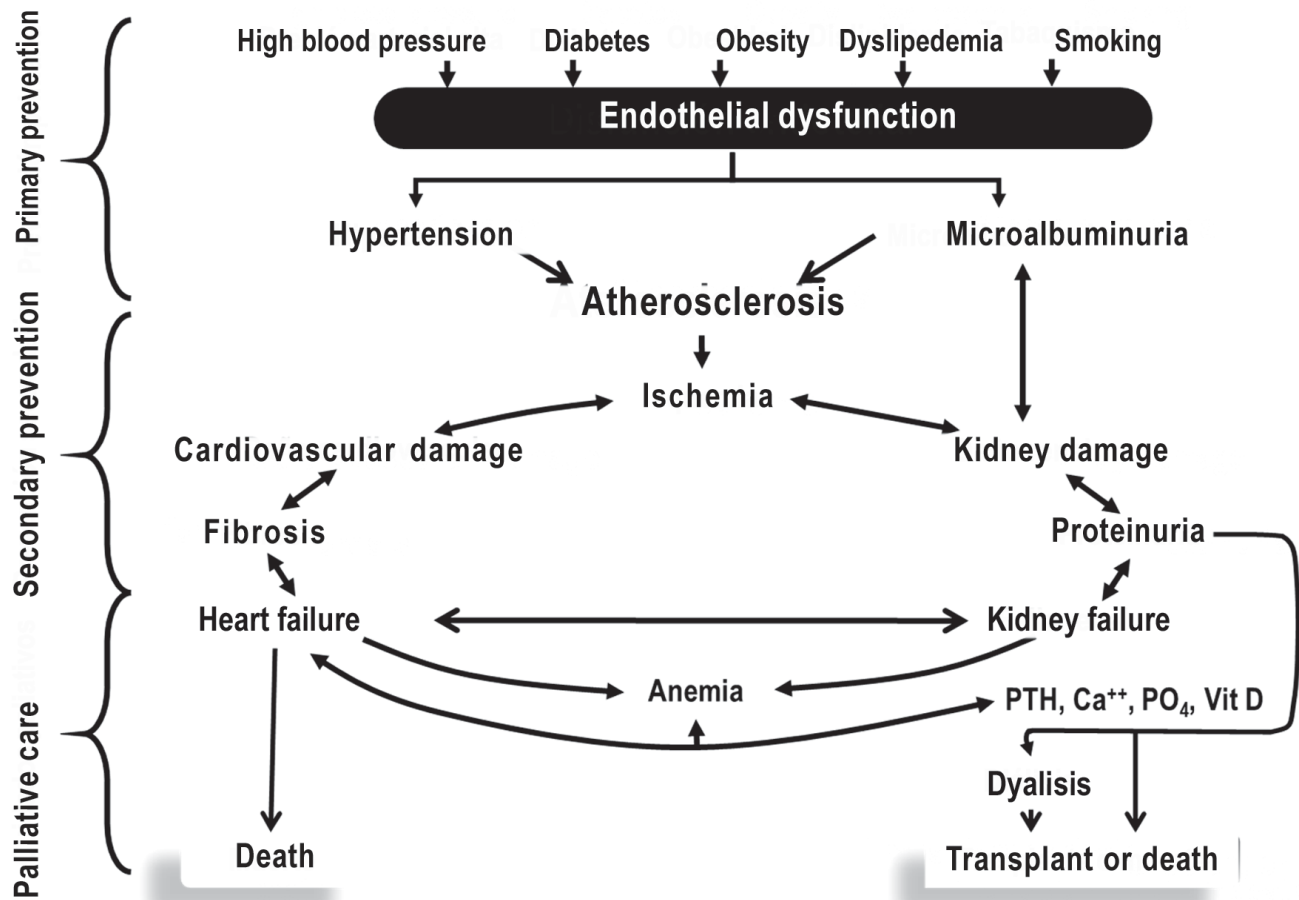 Primary prevention
Secondary prevention
Palliative care
High blood pressure Diabetes Obesity Dyslipedemia Smoking
Endothelial dysfunction
Hypertension Microalbuminuria
Atherosclerosis
Ischemia
Cardiovascular damage Kidney damage
Fibrosis Proteinuria
Heart failure Kidney failure
Anemia PTH, Ca⁺⁺, PO₄, Vit D
Dyalisis
Death Transplant or death